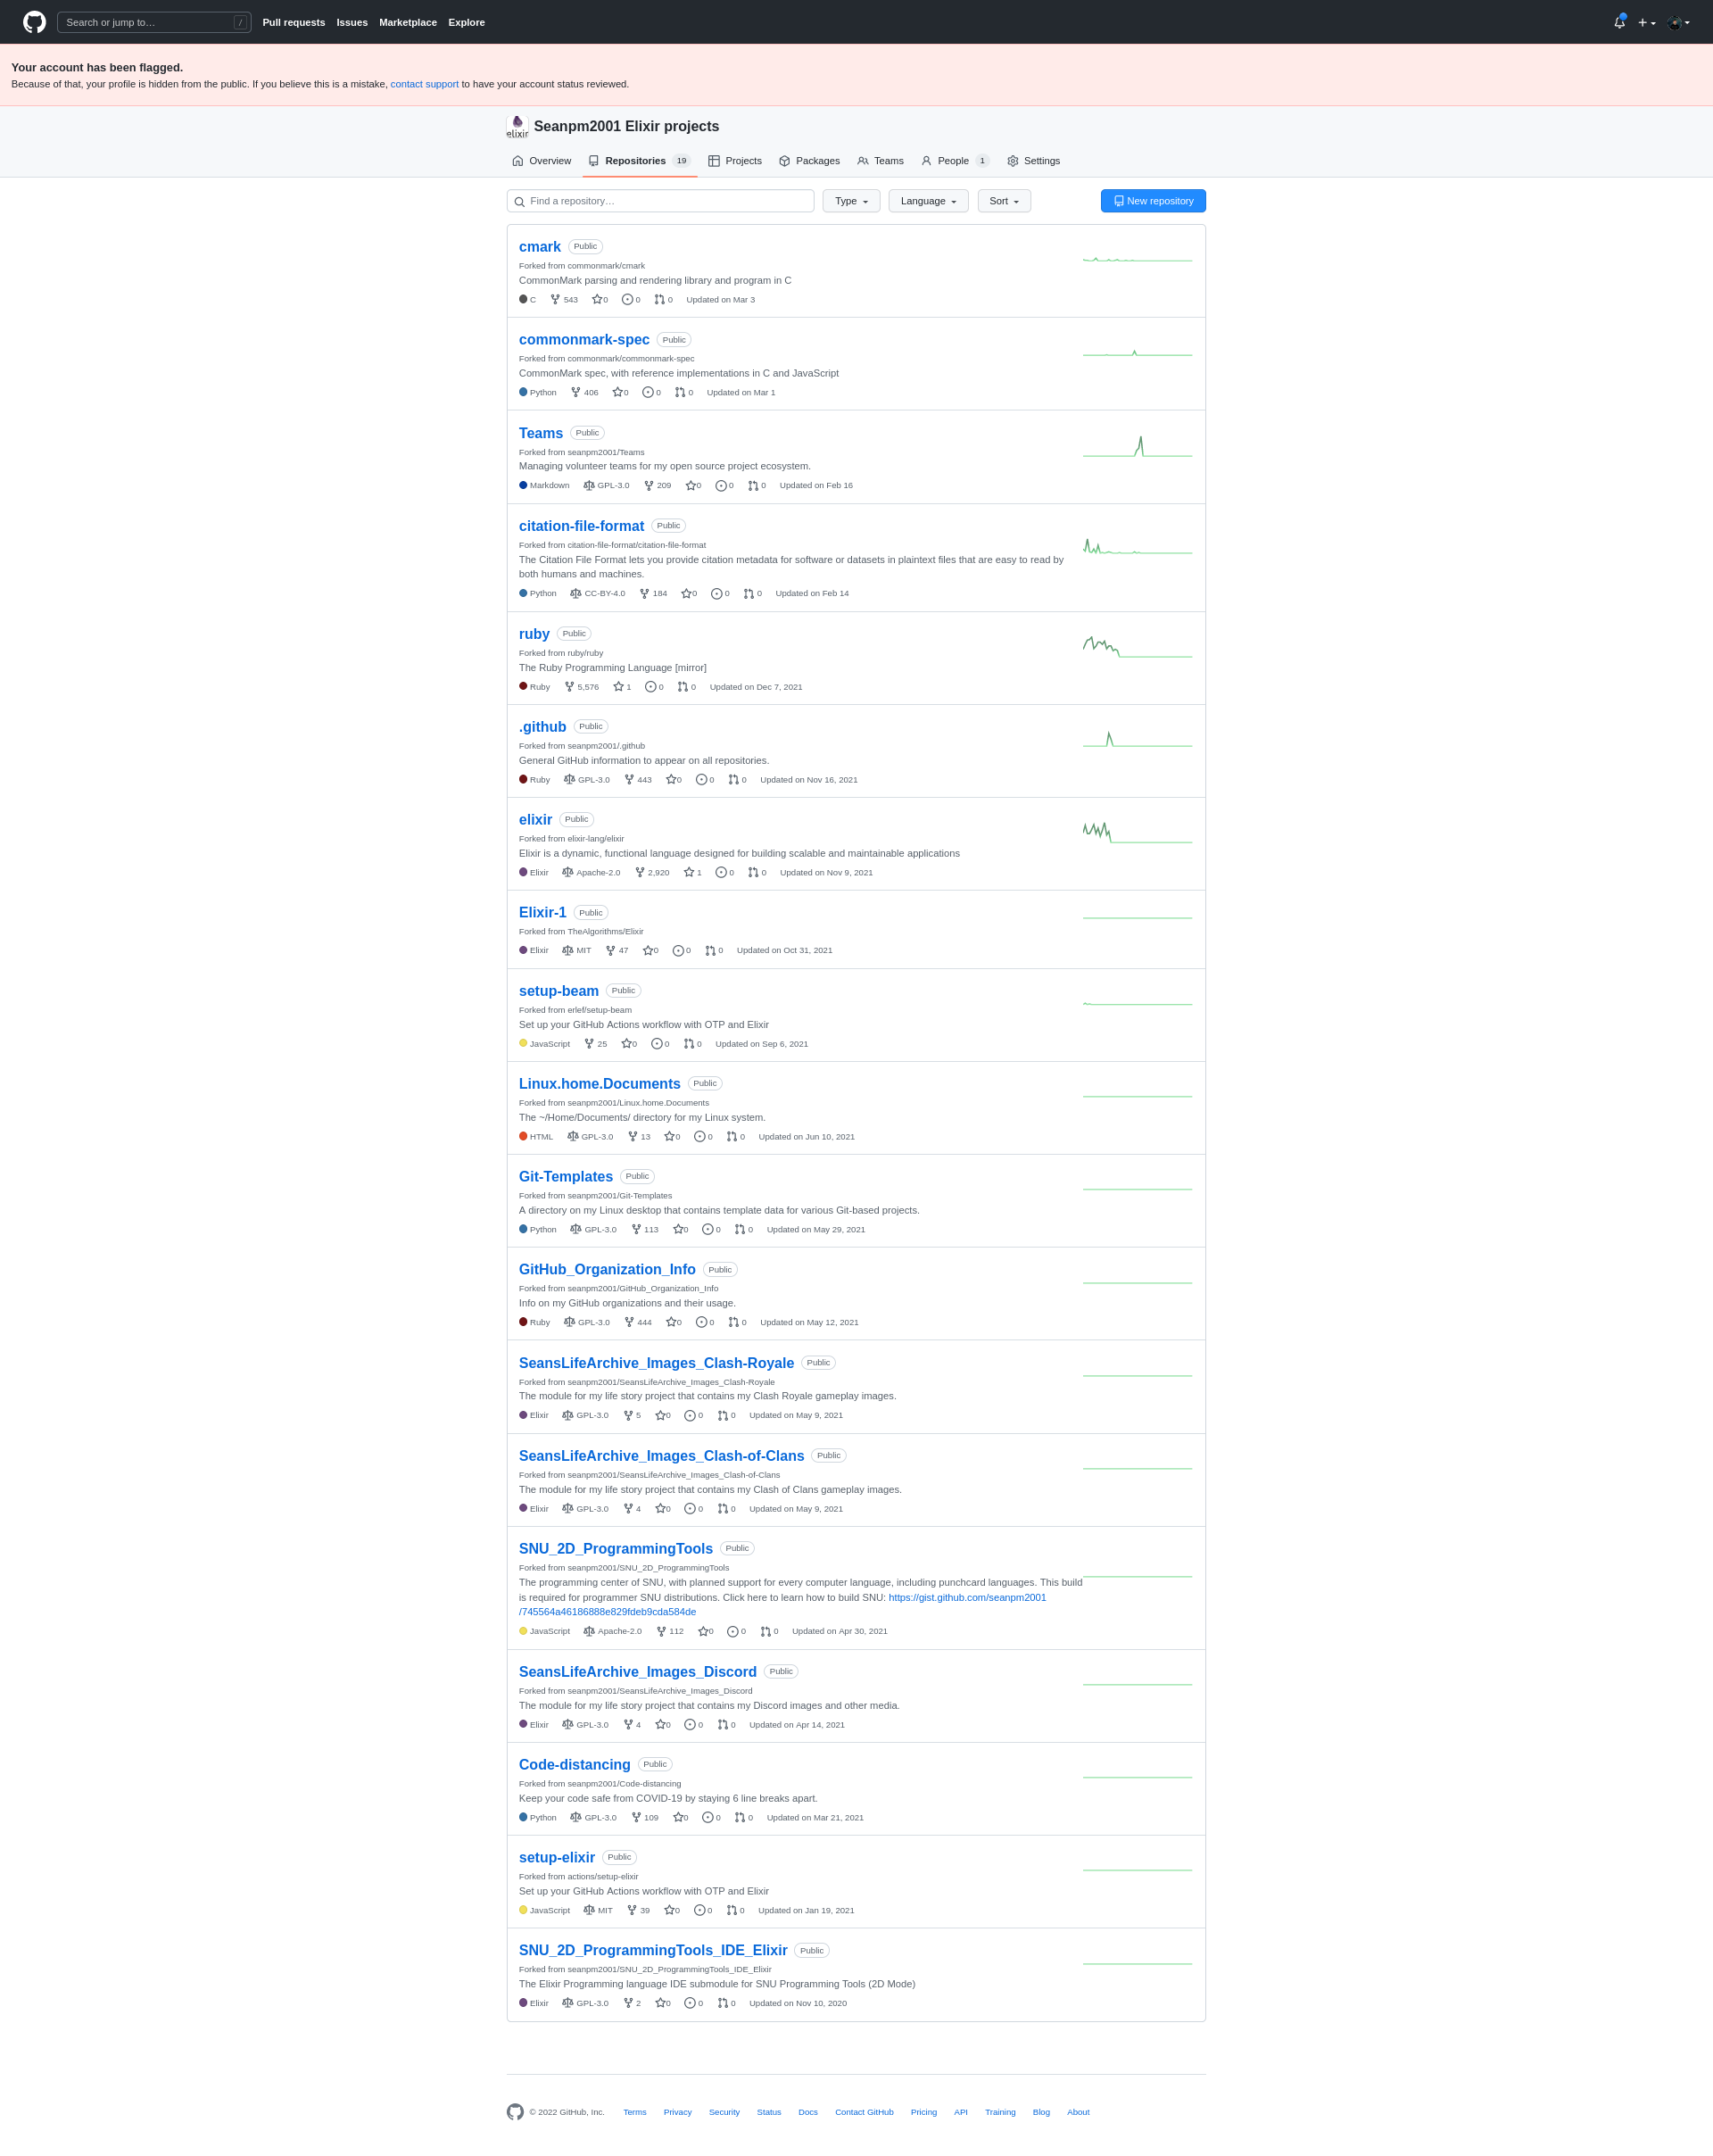 Search or jump to… /
Pull requests Issues Marketplace Explore
Your account has been flagged.
Because of that, your profile is hidden from the public. If you believe this is a mistake, contact support to have your account status reviewed.
elixir
Seanpm2001 Elixir projects
Overview Repositories 19 Projects Packages Teams People 1 Settings
Find a repository… Type Language Sort New repository
cmark Public
Forked from commonmark/cmark
CommonMark parsing and rendering library and program in C
C 543 0 0 0 Updated on Mar 3
commonmark-spec Public
Forked from commonmark/commonmark-spec
CommonMark spec, with reference implementations in C and JavaScript
Python 406 0 0 0 Updated on Mar 1
Teams Public
Forked from seanpm2001/Teams
Managing volunteer teams for my open source project ecosystem.
Markdown GPL-3.0 209 0 0 0 Updated on Feb 16
citation-file-format Public
Forked from citation-file-format/citation-file-format
The Citation File Format lets you provide citation metadata for software or datasets in plaintext files that are easy to read by
both humans and machines.
Python CC-BY-4.0 184 0 0 0 Updated on Feb 14
ruby Public
Forked from ruby/ruby
The Ruby Programming Language [mirror]
Ruby 5,576 1 0 0 Updated on Dec 7, 2021
.github Public
Forked from seanpm2001/.github
General GitHub information to appear on all repositories.
Ruby GPL-3.0 443 0 0 0 Updated on Nov 16, 2021
elixir Public
Forked from elixir-lang/elixir
Elixir is a dynamic, functional language designed for building scalable and maintainable applications
Elixir Apache-2.0 2,920 1 0 0 Updated on Nov 9, 2021
Elixir-1 Public
Forked from TheAlgorithms/Elixir
Elixir MIT 47 0 0 0 Updated on Oct 31, 2021
setup-beam Public
Forked from erlef/setup-beam
Set up your GitHub Actions workflow with OTP and Elixir
JavaScript 25 0 0 0 Updated on Sep 6, 2021
Linux.home.Documents Public
Forked from seanpm2001/Linux.home.Documents
The ~/Home/Documents/ directory for my Linux system.
HTML GPL-3.0 13 0 0 0 Updated on Jun 10, 2021
Git-Templates Public
Forked from seanpm2001/Git-Templates
A directory on my Linux desktop that contains template data for various Git-based projects.
Python GPL-3.0 113 0 0 0 Updated on May 29, 2021
GitHub_Organization_Info Public
Forked from seanpm2001/GitHub_Organization_Info
Info on my GitHub organizations and their usage.
Ruby GPL-3.0 444 0 0 0 Updated on May 12, 2021
SeansLifeArchive_Images_Clash-Royale Public
Forked from seanpm2001/SeansLifeArchive_Images_Clash-Royale
The module for my life story project that contains my Clash Royale gameplay images.
Elixir GPL-3.0 5 0 0 0 Updated on May 9, 2021
SeansLifeArchive_Images_Clash-of-Clans Public
Forked from seanpm2001/SeansLifeArchive_Images_Clash-of-Clans
The module for my life story project that contains my Clash of Clans gameplay images.
Elixir GPL-3.0 4 0 0 0 Updated on May 9, 2021
SNU_2D_ProgrammingTools Public
Forked from seanpm2001/SNU_2D_ProgrammingTools
The programming center of SNU, with planned support for every computer language, including punchcard languages. This build
is required for programmer SNU distributions. Click here to learn how to build SNU: https://gist.github.com/seanpm2001
/745564a46186888e829fdeb9cda584de
JavaScript Apache-2.0 112 0 0 0 Updated on Apr 30, 2021
SeansLifeArchive_Images_Discord Public
Forked from seanpm2001/SeansLifeArchive_Images_Discord
The module for my life story project that contains my Discord images and other media.
Elixir GPL-3.0 4 0 0 0 Updated on Apr 14, 2021
Code-distancing Public
Forked from seanpm2001/Code-distancing
Keep your code safe from COVID-19 by staying 6 line breaks apart.
Python GPL-3.0 109 0 0 0 Updated on Mar 21, 2021
setup-elixir Public
Forked from actions/setup-elixir
Set up your GitHub Actions workflow with OTP and Elixir
JavaScript MIT 39 0 0 0 Updated on Jan 19, 2021
SNU_2D_ProgrammingTools_IDE_Elixir Public
Forked from seanpm2001/SNU_2D_ProgrammingTools_IDE_Elixir
The Elixir Programming language IDE submodule for SNU Programming Tools (2D Mode)
Elixir GPL-3.0 2 0 0 0 Updated on Nov 10, 2020
© 2022 GitHub, Inc. Terms Privacy Security Status Docs Contact GitHub Pricing API Training Blog About